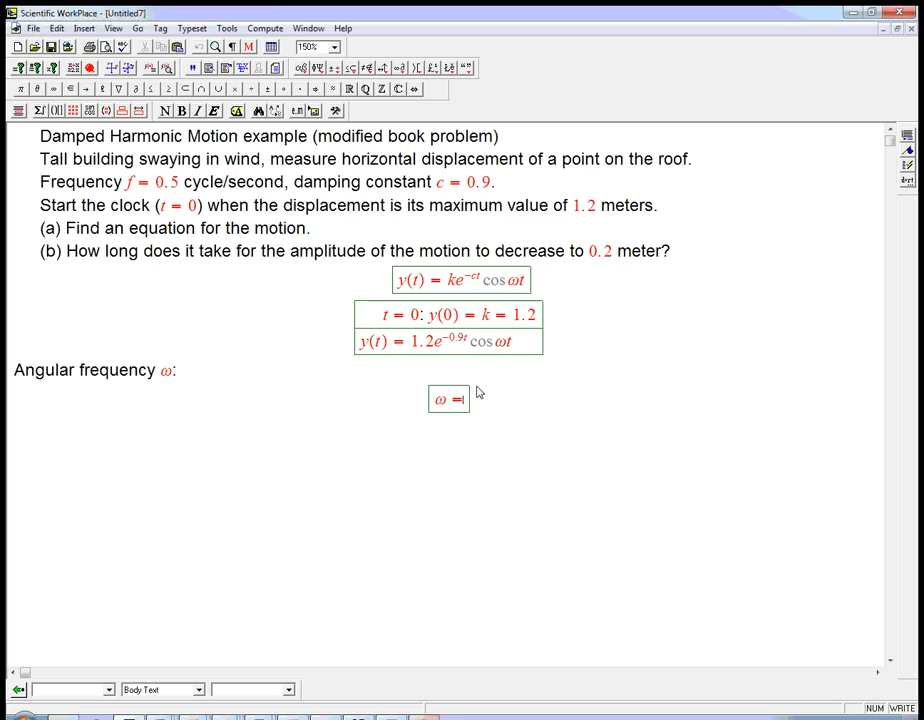 Scientific WorkPlace - [Untitled7]
File Edit Insert View Go Tag Typeset Tools Compute Window Help
150%
N B I E
Damped Harmonic Motion example (modified book problem)
Tall building swaying in wind, measure horizontal displacement of a point on the roof.
Frequency f = 0.5 cycle/second, damping constant c = 0.9.
Start the clock (t = 0) when the displacement is its maximum value of 1.2 meters.
(a) Find an equation for the motion.
(b) How long does it take for the amplitude of the motion to decrease to 0.2 meter?
y(t) = ke^{-ct} cos ωt
t = 0: y(0) = k = 1.2
y(t) = 1.2e^{-0.9t} cos ωt
Angular frequency ω:
ω =
Body Text
NUM WRITE